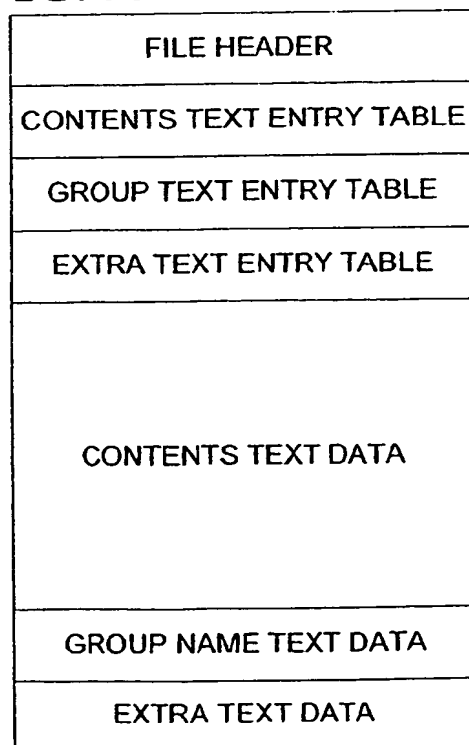 FILE HEADER
CONTENTS TEXT ENTRY TABLE
GROUP TEXT ENTRY TABLE
EXTRA TEXT ENTRY TABLE
CONTENTS TEXT DATA
GROUP NAME TEXT DATA
EXTRA TEXT DATA